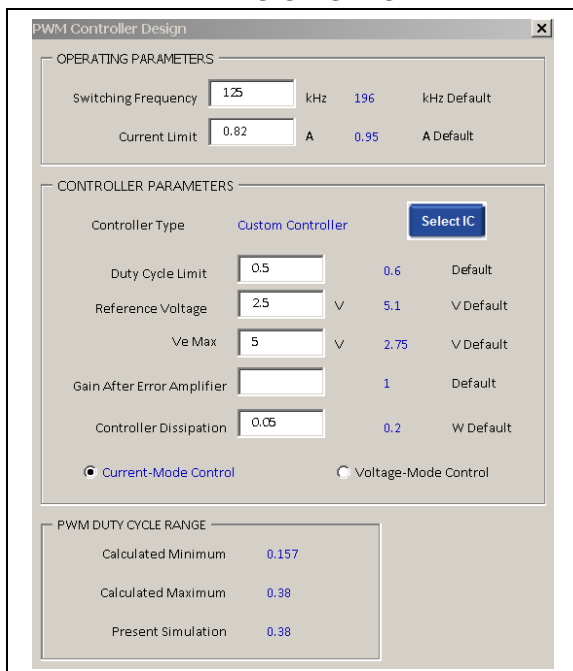 PWM Controller Design
OPERATING PARAMETERS
Switching Frequency 125 kHz 196 kHz Default
Current Limit 0.82 A 0.95 A Default
CONTROLLER PARAMETERS
Controller Type Custom Controller Select IC
Duty Cycle Limit 0.5 0.6 Default
Reference Voltage 2.5 V 5.1 V Default
Ve Max 5 V 2.75 V Default
Gain After Error Amplifier 1 Default
Controller Dissipation 0.05 0.2 W Default
Current-Mode Control Voltage-Mode Control
PWM DUTY CYCLE RANGE
Calculated Minimum 0.157
Calculated Maximum 0.38
Present Simulation 0.38